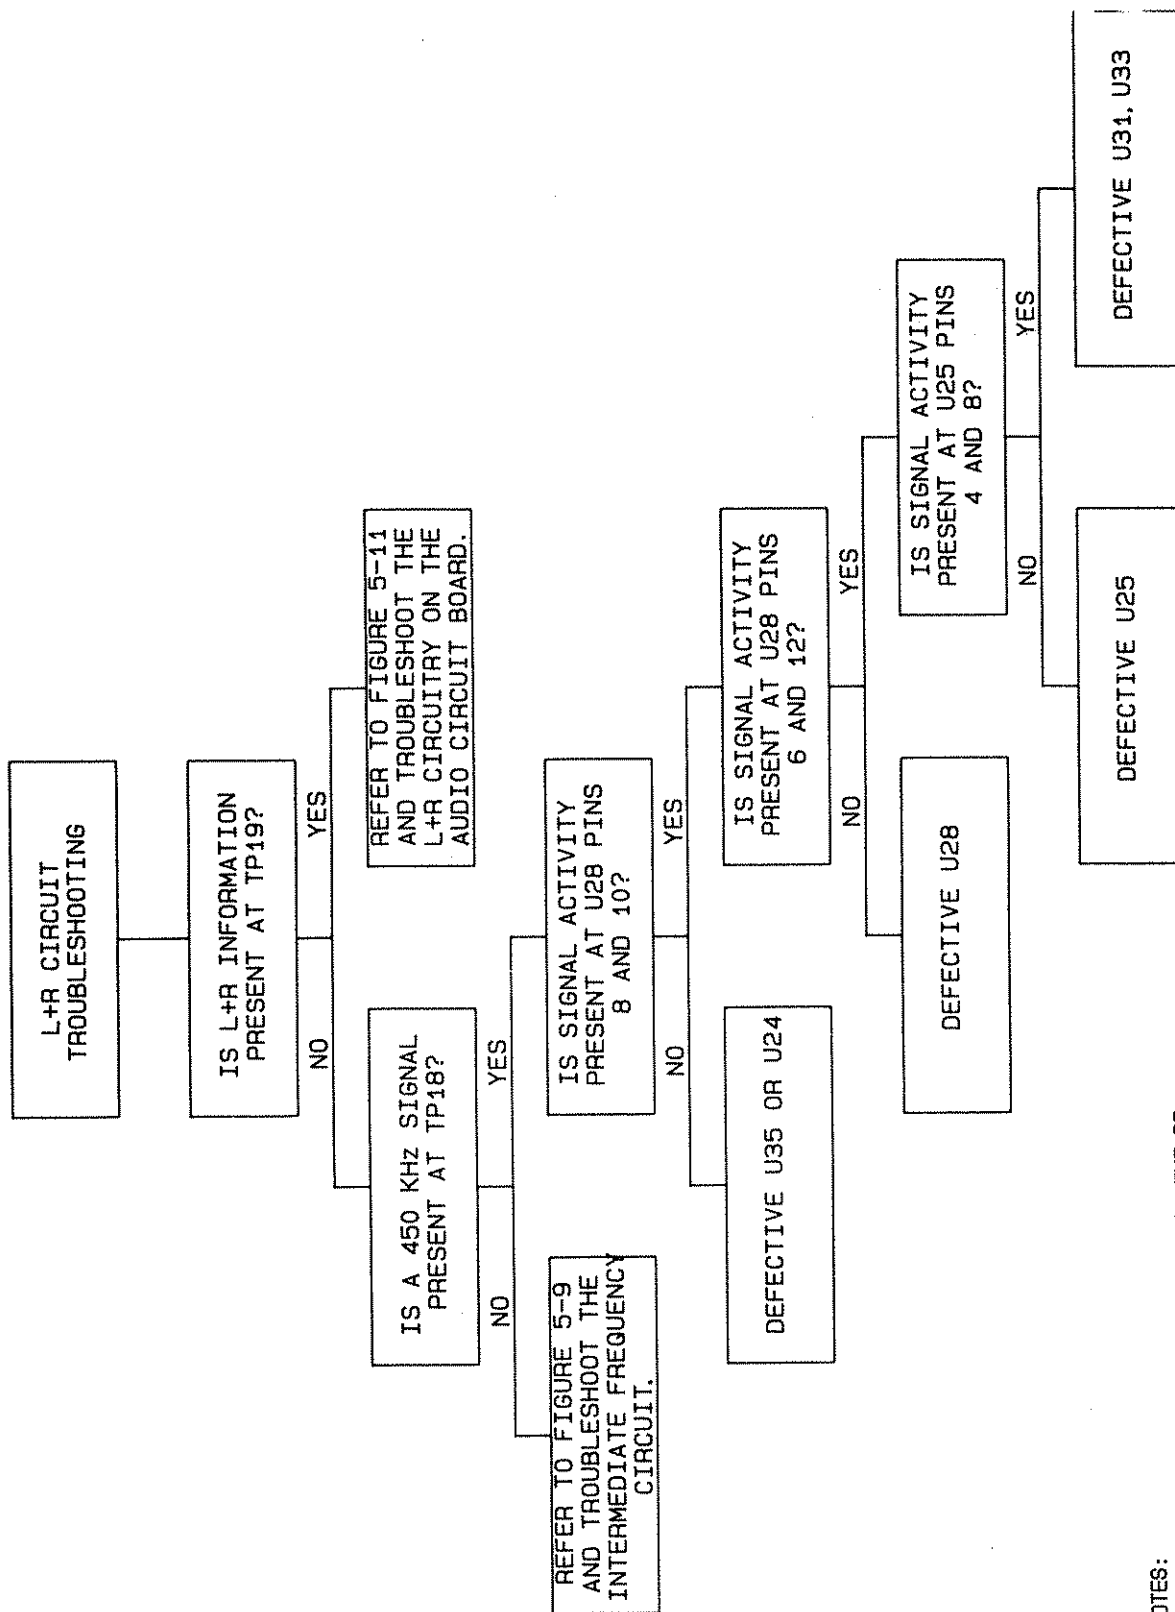 L+R CIRCUIT
TROUBLESHOOTING
IS L+R INFORMATION
PRESENT AT TP19?
NO
YES
IS A 450 KHz SIGNAL
PRESENT AT TP18?
REFER TO FIGURE 5-11
AND TROUBLESHOOT THE
L+R CIRCUITRY ON THE
AUDIO CIRCUIT BOARD.
NO
YES
REFER TO FIGURE 5-9
AND TROUBLESHOOT THE
INTERMEDIATE FREQUENCY
CIRCUIT.
IS SIGNAL ACTIVITY
PRESENT AT U28 PINS
8 AND 10?
NO
YES
DEFECTIVE U35 OR U24
IS SIGNAL ACTIVITY
PRESENT AT U28 PINS
6 AND 12?
NO
YES
DEFECTIVE U28
IS SIGNAL ACTIVITY
PRESENT AT U25 PINS
4 AND 8?
NO
YES
DEFECTIVE U25
DEFECTIVE U31, U33
OTES: